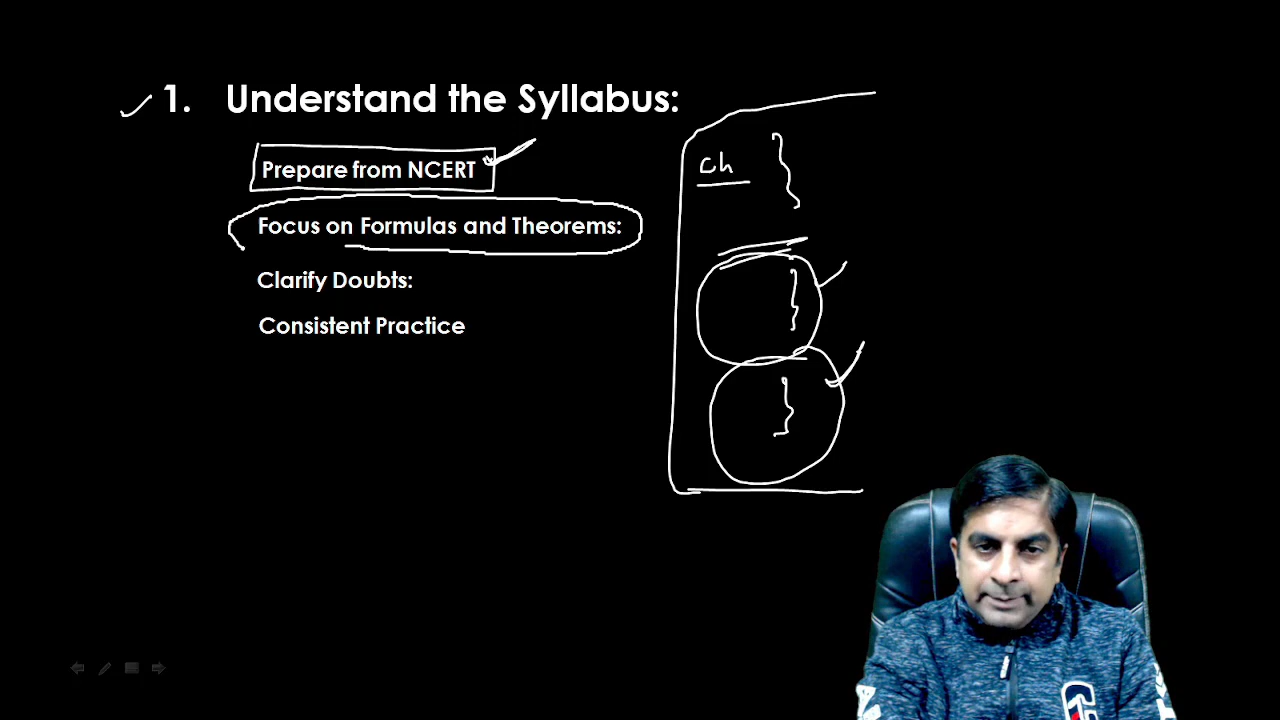 1. Understand the Syllabus:
Prepare from NCERT
Focus on Formulas and Theorems:
Clarify Doubts:
Consistent Practice
Ch